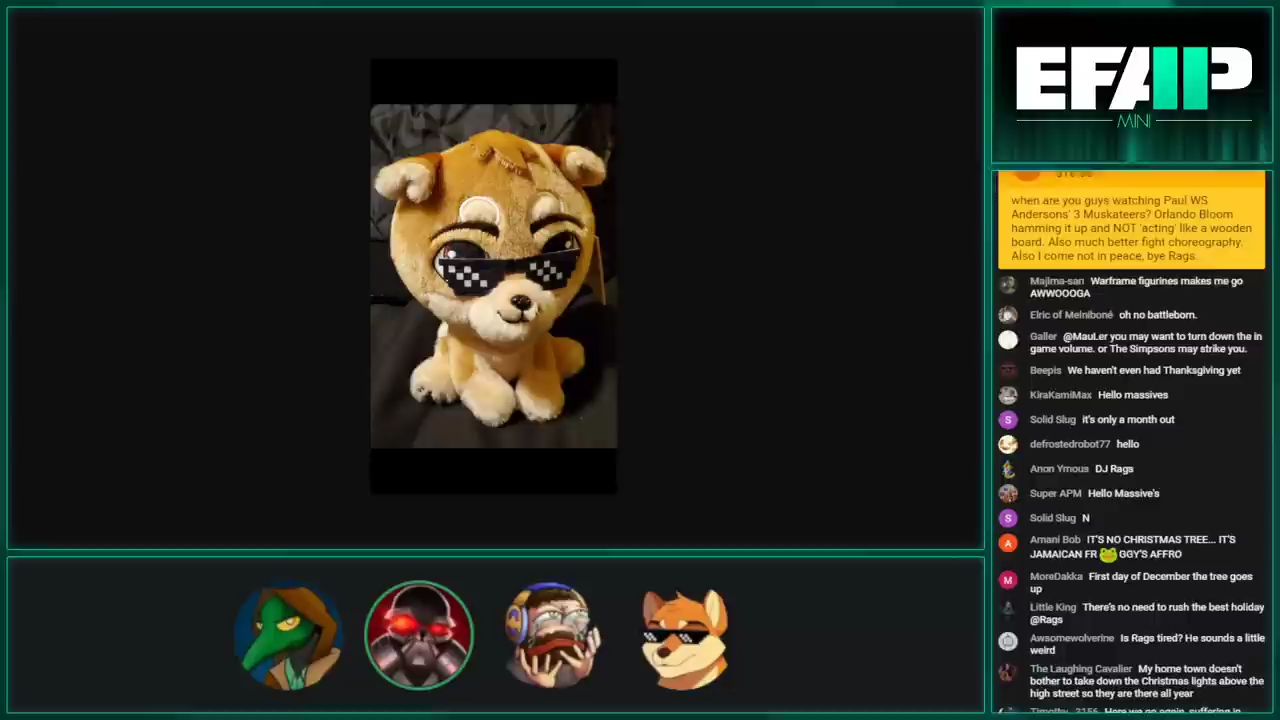 EFAP
MINI
when are you guys watching Paul WS
Andersons' 3 Muskateers? Orlando Bloom
hamming it up and NOT 'acting' like a wooden
board. Also much better fight choreography.
Also I come not in peace, bye Rags.
Majima-san Warframe figurines makes me go
AWWOOOGA
Elric of Melniboné oh no battleborn.
Galler @MauLer you may want to turn down the in
game volume. or The Simpsons may strike you.
Beepis We haven't even had Thanksgiving yet
KiraKamiMax Hello massives
S Solid Slug it's only a month out
defrostedrobot77 hello
Anon Ymous DJ Rags
Super APM Hello Massive's
S Solid Slug N
A Amani Bob IT'S NO CHRISTMAS TREE... IT'S
JAMAICAN FR GGY'S AFFRO
M MoreDakka First day of December the tree goes
up
Little King There's no need to rush the best holiday
@Rags
Awsomewolverine Is Rags tired? He sounds a little
weird
The Laughing Cavalier My home town doesn't
bother to take down the Christmas lights above the
high street so they are there all year